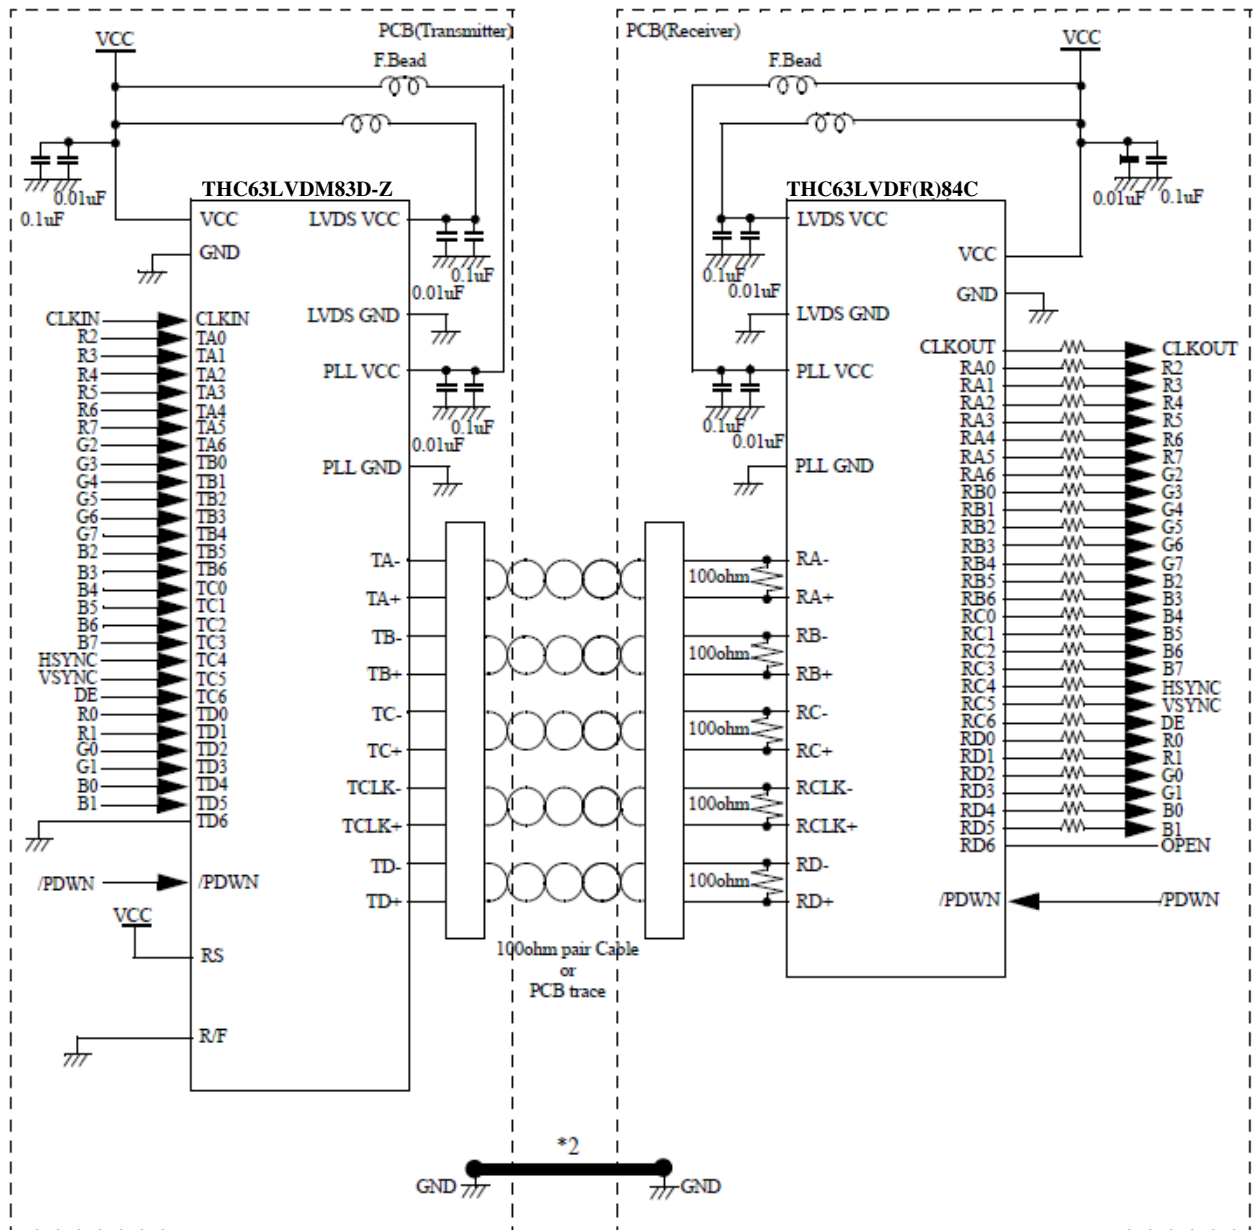 PCB(Transmitter)
PCB(Receiver)
VCC
F.Bead
F.Bead
VCC
0.01uF
0.1uF
0.01uF
0.1uF
THC63LVDM83D-Z
THC63LVDF(R)84C
VCC
GND
CLKIN
CLKIN
R2
TA0
R3
TA1
R4
TA2
R5
TA3
R6
TA4
R7
TA5
G2
TA6
G3
TB0
G4
TB1
G5
TB2
G6
TB3
G7
TB4
B2
TB5
B3
TB6
B4
TC0
B5
TC1
B6
TC2
B7
TC3
HSYNC
TC4
VSYNC
TC5
DE
TC6
R0
TD0
R1
TD1
G0
TD2
G1
TD3
B0
TD4
B1
TD5
TD6
/PDWN
/PDWN
VCC
RS
R/F
LVDS VCC
0.1uF
0.01uF
LVDS GND
PLL VCC
0.1uF
0.01uF
PLL GND
TA-
TA+
TB-
TB+
TC-
TC+
TCLK-
TCLK+
TD-
TD+
100ohm pair Cable
or
PCB trace
LVDS VCC
0.1uF
0.01uF
LVDS GND
PLL VCC
0.1uF
0.01uF
PLL GND
RA-
100ohm
RA+
RB-
100ohm
RB+
RC-
100ohm
RC+
RCLK-
100ohm
RCLK+
RD-
100ohm
RD+
VCC
GND
CLKOUT
CLKOUT
RA0
R2
RA1
R3
RA2
R4
RA3
R5
RA4
R6
RA5
R7
RA6
G2
RB0
G3
RB1
G4
RB2
G5
RB3
G6
RB4
G7
RB5
B2
RB6
B3
RC0
B4
RC1
B5
RC2
B6
RC3
B7
RC4
HSYNC
RC5
VSYNC
RC6
DE
RD0
R0
RD1
R1
RD2
G0
RD3
G1
RD4
B0
RD5
B1
RD6
OPEN
/PDWN
/PDWN
*2
GND
GND